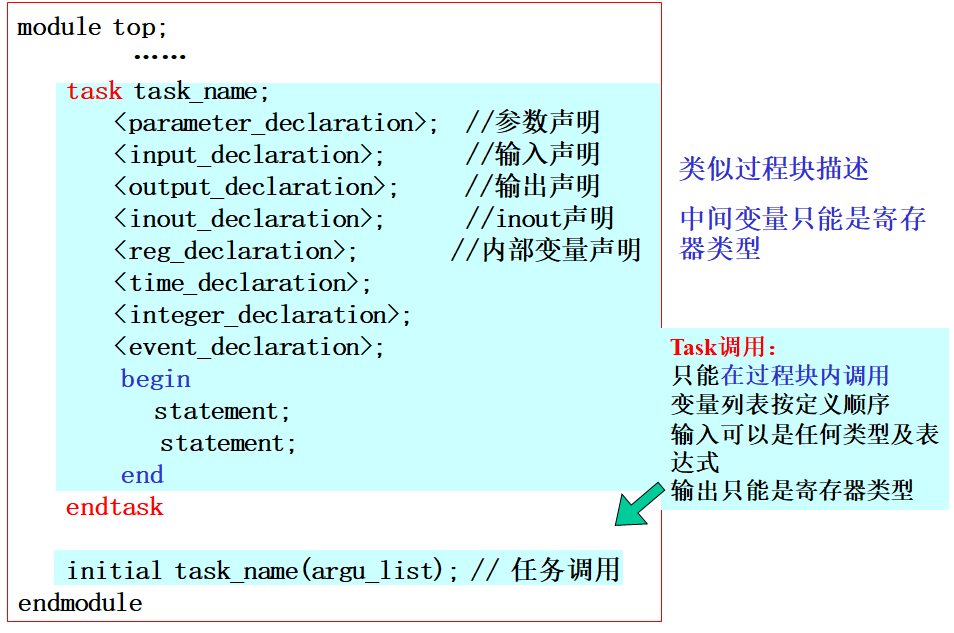 module top;
……
task task_name;
<parameter_declaration>; //参数声明
<input_declaration>; //输入声明
<output_declaration>; //输出声明
<inout_declaration>; //inout声明
<reg_declaration>; //内部变量声明
<time_declaration>;
<integer_declaration>;
<event_declaration>;
begin
statement;
statement;
end
endtask
initial task_name(argu_list); // 任务调用
endmodule
类似过程块描述
中间变量只能是寄存
器类型
Task调用：
只能在过程块内调用
变量列表按定义顺序
输入可以是任何类型及表
达式
输出只能是寄存器类型